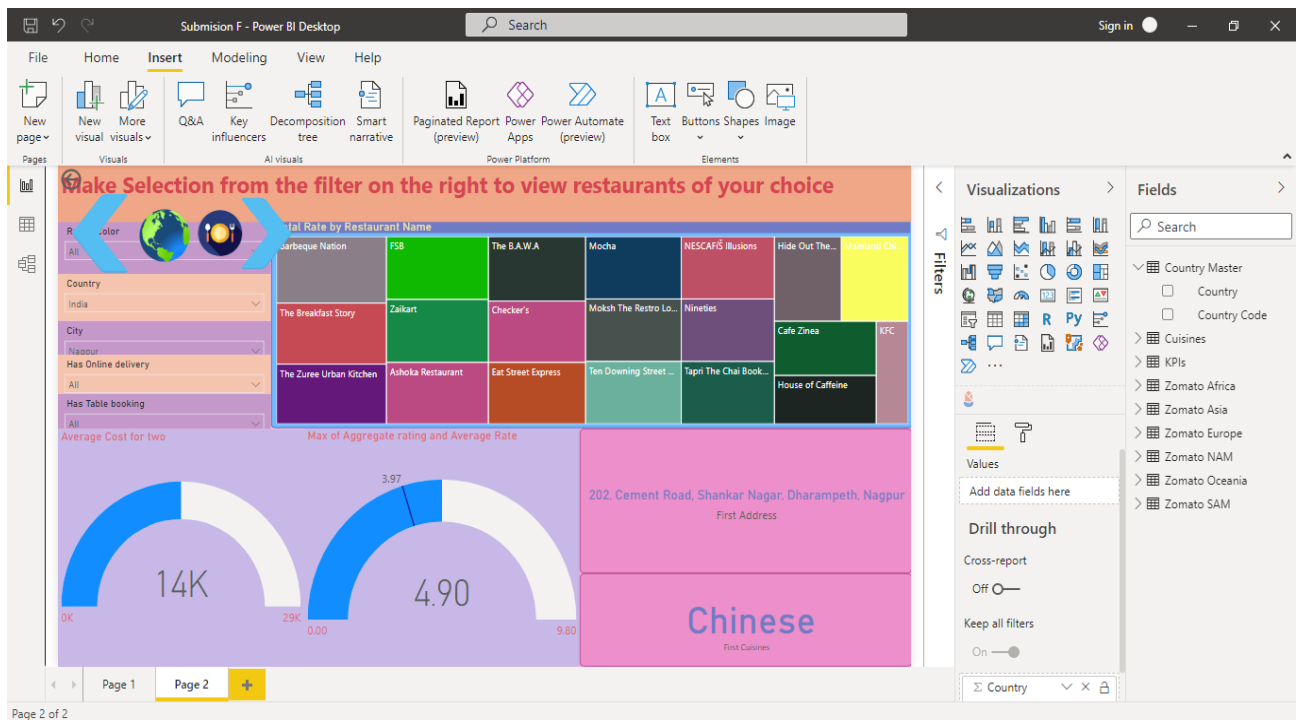 Submision F - Power BI Desktop
Search
Sign in
File Home Insert Modeling View Help
New page
New visual
More visuals
Q&A
Key influencers
Decomposition tree
Smart narrative
Paginated Report (preview)
Power Apps
Power Automate (preview)
Text box
Buttons
Shapes
Image
Pages
Visuals
AI visuals
Power Platform
Elements
Make Selection from the filter on the right to view restaurants of your choice
All
Country
India
City
Nagpur
Has Online delivery
All
Has Table booking
All
Rate by Restaurant Name
Barbeque Nation
FSB
The B.A.W.A
Mocha
NESCAFÍŠ Illusions
Hide Out The...
Mainland Chi...
The Breakfast Story
Zaikart
Checker's
Moksh The Restro Lo...
Nineties
Cafe Zinea
KFC
The Zuree Urban Kitchen
Ashoka Restaurant
Eat Street Express
Ten Downing Street ...
Tapri The Chai Book...
House of Caffeine
Average Cost for two
14K
0K
29K
Max of Aggregate rating and Average Rate
3.97
4.90
0.00
9.80
202, Cement Road, Shankar Nagar, Dharampeth, Nagpur
First Address
Chinese
First Cuisines
Filters
Visualizations
123
R Py
...
Values
Add data fields here
Drill through
Cross-report
Off
Keep all filters
On
Σ Country
Fields
Search
Country Master
Country
Country Code
Cuisines
KPIs
Zomato Africa
Zomato Asia
Zomato Europe
Zomato NAM
Zomato Oceania
Zomato SAM
Page 1
Page 2
+
Page 2 of 2